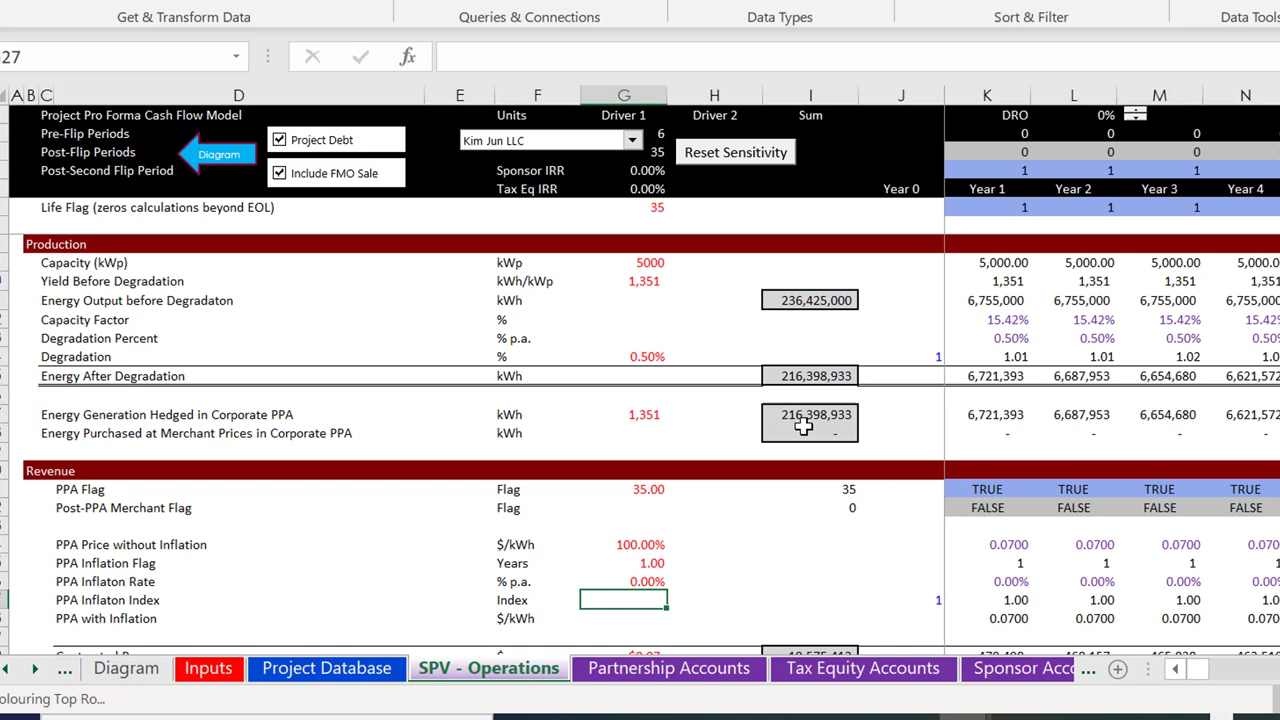 Get & Transform Data Queries & Connections Data Types Sort & Filter Data Tools
27 fx
A B C D E F G H I J K L M N
Project Pro Forma Cash Flow Model Units Driver 1 Driver 2 Sum DRO 0%
Pre-Flip Periods Project Debt Kim Jun LLC 6 0 0 0
Post-Flip Periods Diagram 35 Reset Sensitivity 0 0 0
Post-Second Flip Period Include FMO Sale Sponsor IRR 0.00% 1 1 1
Tax Eq IRR 0.00% Year 0 Year 1 Year 2 Year 3 Year 4
Life Flag (zeros calculations beyond EOL) 35 1 1 1
Production
Capacity (kWp) kWp 5000 5,000.00 5,000.00 5,000.00 5,000.0
Yield Before Degradation kWh/kWp 1,351 1,351 1,351 1,351 1,351
Energy Output before Degradaton kWh 236,425,000 6,755,000 6,755,000 6,755,000 6,755,000
Capacity Factor % 15.42% 15.42% 15.42% 15.42%
Degradation Percent % p.a. 0.50% 0.50% 0.50% 0.50%
Degradation % 0.50% 1 1.01 1.01 1.02 1.0
Energy After Degradation kWh 216,398,933 6,721,393 6,687,953 6,654,680 6,621,572
Energy Generation Hedged in Corporate PPA kWh 1,351 216,398,933 6,721,393 6,687,953 6,654,680 6,621,572
Energy Purchased at Merchant Prices in Corporate PPA kWh - - - - -
Revenue
PPA Flag Flag 35.00 35 TRUE TRUE TRUE TRUE
Post-PPA Merchant Flag Flag 0 FALSE FALSE FALSE FALSE
PPA Price without Inflation $/kWh 100.00% 0.0700 0.0700 0.0700 0.0700
PPA Inflation Flag Years 1.00 1 1 1 1
PPA Inflaton Rate % p.a. 0.00% 0.00% 0.00% 0.00% 0.00%
PPA Inflaton Index Index 1 1.00 1.00 1.00 1.00
PPA with Inflation $/kWh 0.0700 0.0700 0.0700 0.0700
... Diagram Inputs Project Database SPV - Operations Partnership Accounts Tax Equity Accounts Sponsor Acco ...
olouring Top Ro...